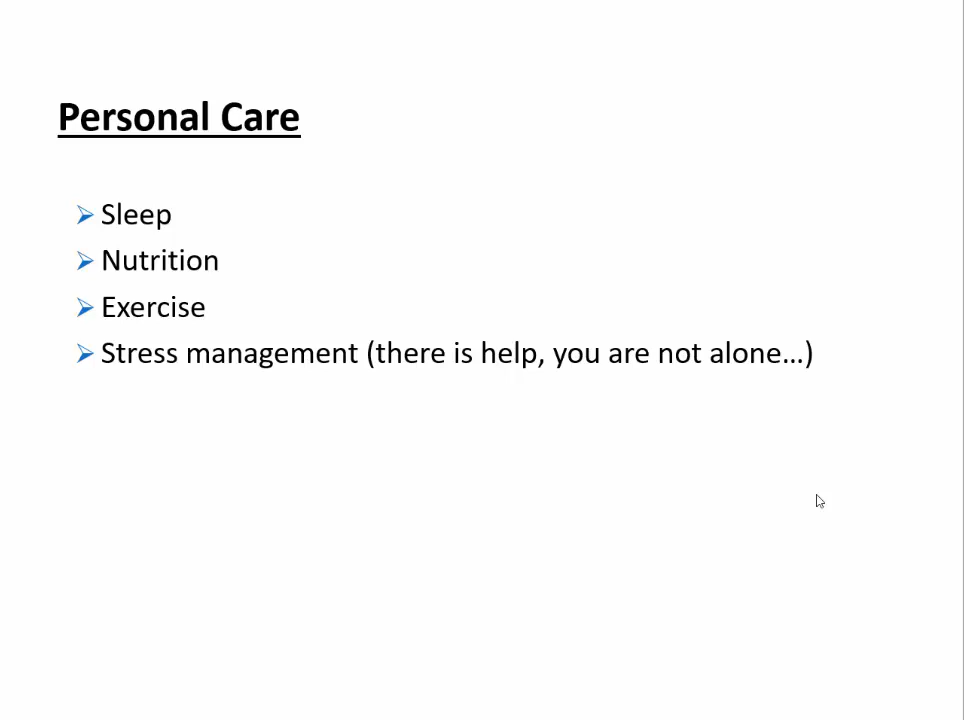 Personal Care
➢ Sleep
➢ Nutrition
➢ Exercise
➢ Stress management (there is help, you are not alone…)